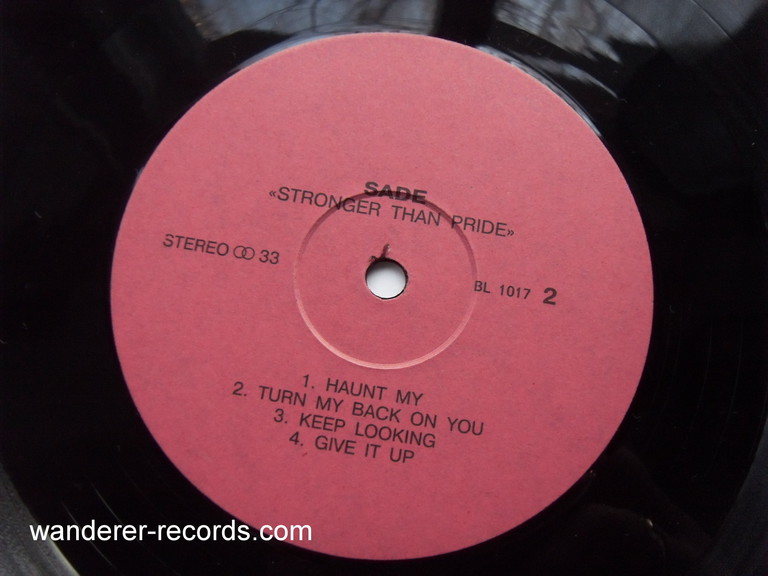 SADE
«STRONGER THAN PRIDE»
STEREO 33
BL 1017 2
1. HAUNT MY
2. TURN MY BACK ON YOU
3. KEEP LOOKING
4. GIVE IT UP
wanderer-records.com